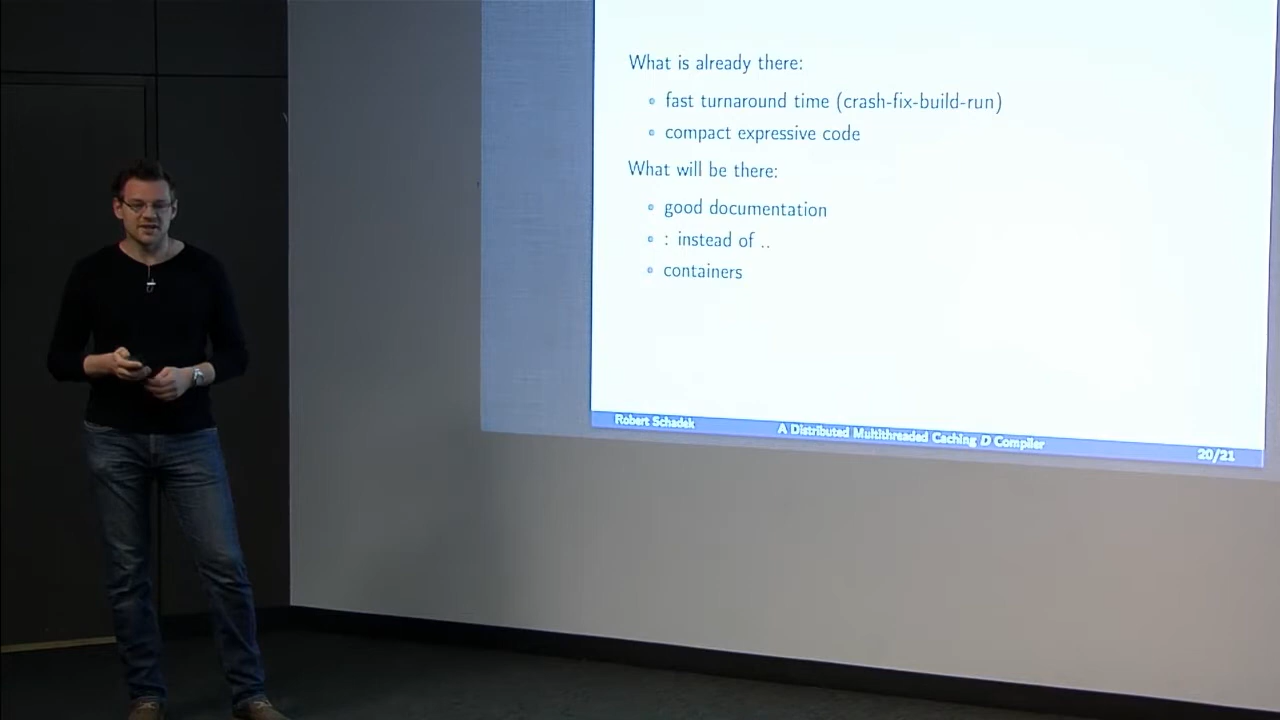 What is already there:
fast turnaround time (crash-fix-build-run)
compact expressive code
What will be there:
good documentation
: instead of ..
containers
Robert Schadek
A Distributed Multithreaded Caching D Compiler
20/21